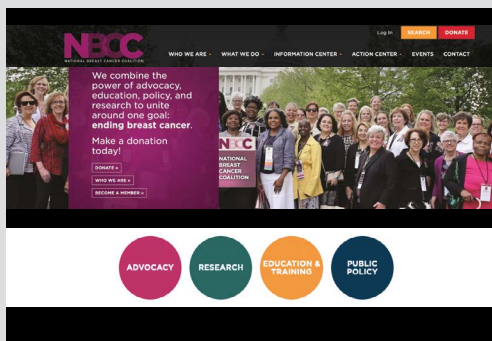 Log In SEARCH DONATE
NBCC
NATIONAL BREAST CANCER COALITION
WHO WE ARE - WHAT WE DO - INFORMATION CENTER - ACTION CENTER - EVENTS CONTACT
We combine the
power of advocacy,
education, policy, and
research to unite
around one goal:
ending breast cancer.
Make a donation
today!
DONATE »
WHO WE ARE »
BECOME A MEMBER »
NBCC
NATIONAL
BREAST
CANCER
COALITION
ADVOCACY
RESEARCH
EDUCATION &
TRAINING
PUBLIC
POLICY